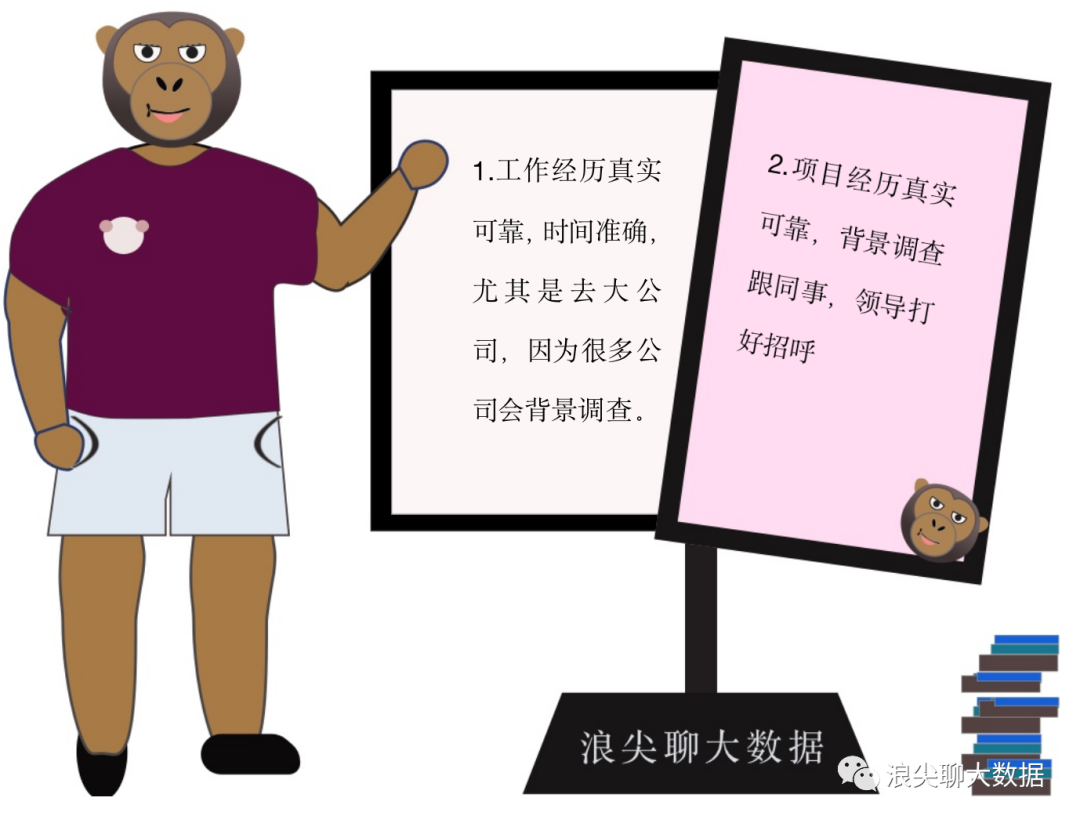 1.工作经历真实
可靠, 时间准确,
尤其是去大公
司，因为很多公
司会背景调查。
2.项目经历真实
可靠，背景调查
跟同事，领导打
好招呼
浪尖聊大数据
浪尖聊大数据